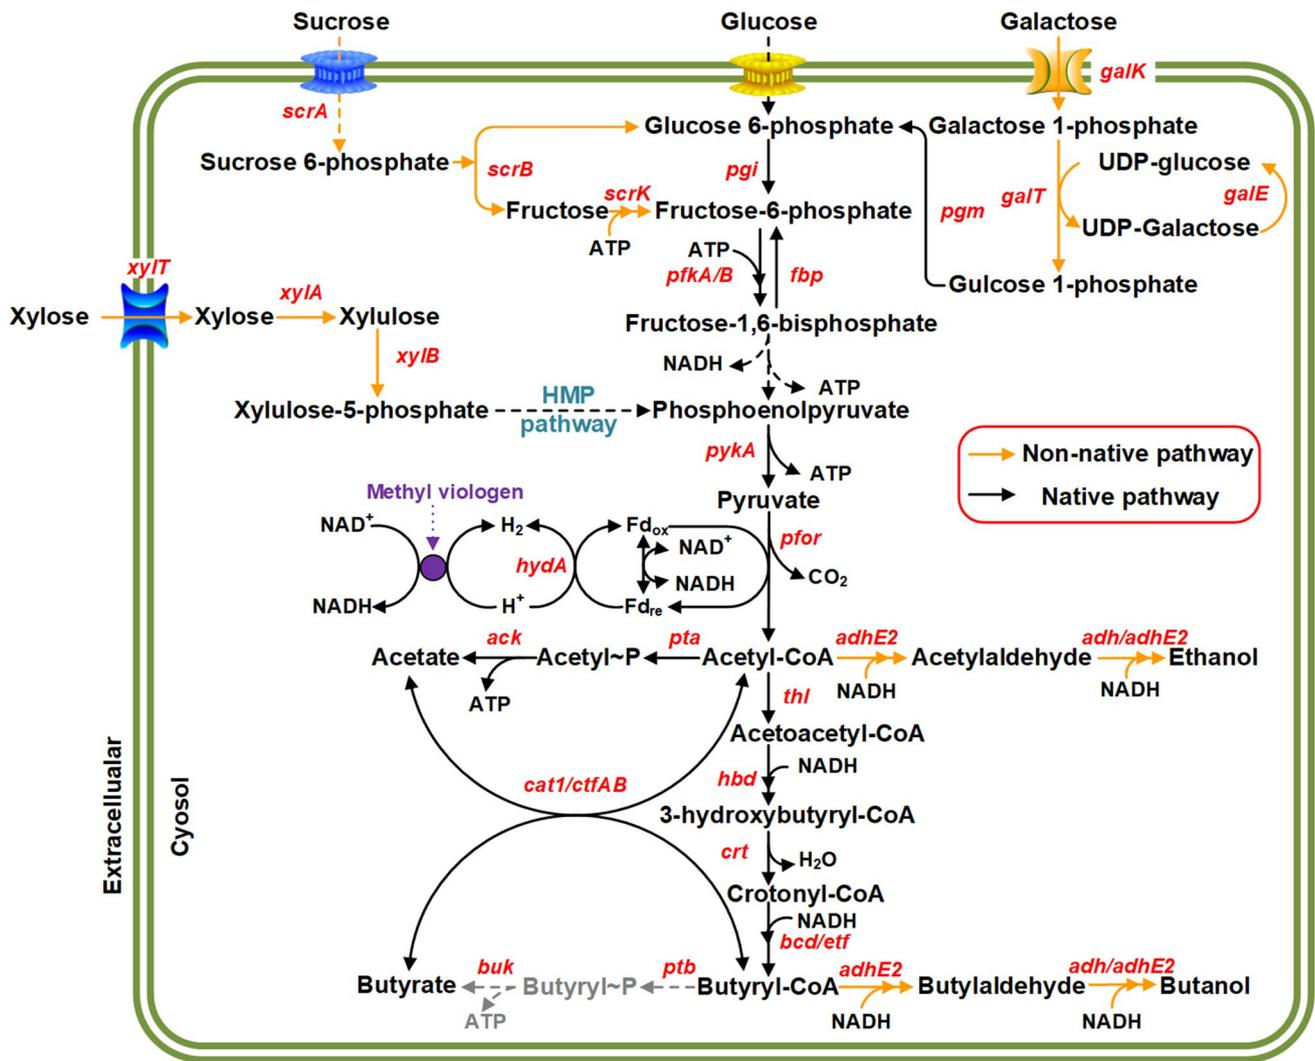 Sucrose
Glucose
Galactose
galK
scrA
Glucose 6-phosphate
Galactose 1-phosphate
Sucrose 6-phosphate
scrB
pgi
UDP-glucose
scrK
galT
galE
Fructose
Fructose-6-phosphate
pgm
UDP-Galactose
ATP
ATP
pfkA/B
fbp
xylT
Gulcose 1-phosphate
xylA
Xylose
Xylose
Xylulose
Fructose-1,6-bisphosphate
xylB
NADH
ATP
HMP
pathway
Xylulose-5-phosphate
Phosphoenolpyruvate
pykA
ATP
Non-native pathway
Native pathway
Methyl viologen
Pyruvate
NAD+
H2
Fdox
NAD+
pfor
hydA
NADH
CO2
NADH
H+
Fdre
ack
pta
adhE2
adh/adhE2
Acetate
Acetyl~P
Acetyl-CoA
Acetylaldehyde
Ethanol
ATP
NADH
NADH
thl
Acetoacetyl-CoA
NADH
hbd
cat1/ctfAB
3-hydroxybutyryl-CoA
Extracellualar
Cyosol
crt
H2O
Crotonyl-CoA
NADH
bcd/etf
buk
ptb
adhE2
adh/adhE2
Butyrate
Butyryl~P
Butyryl-CoA
Butylaldehyde
Butanol
ATP
NADH
NADH